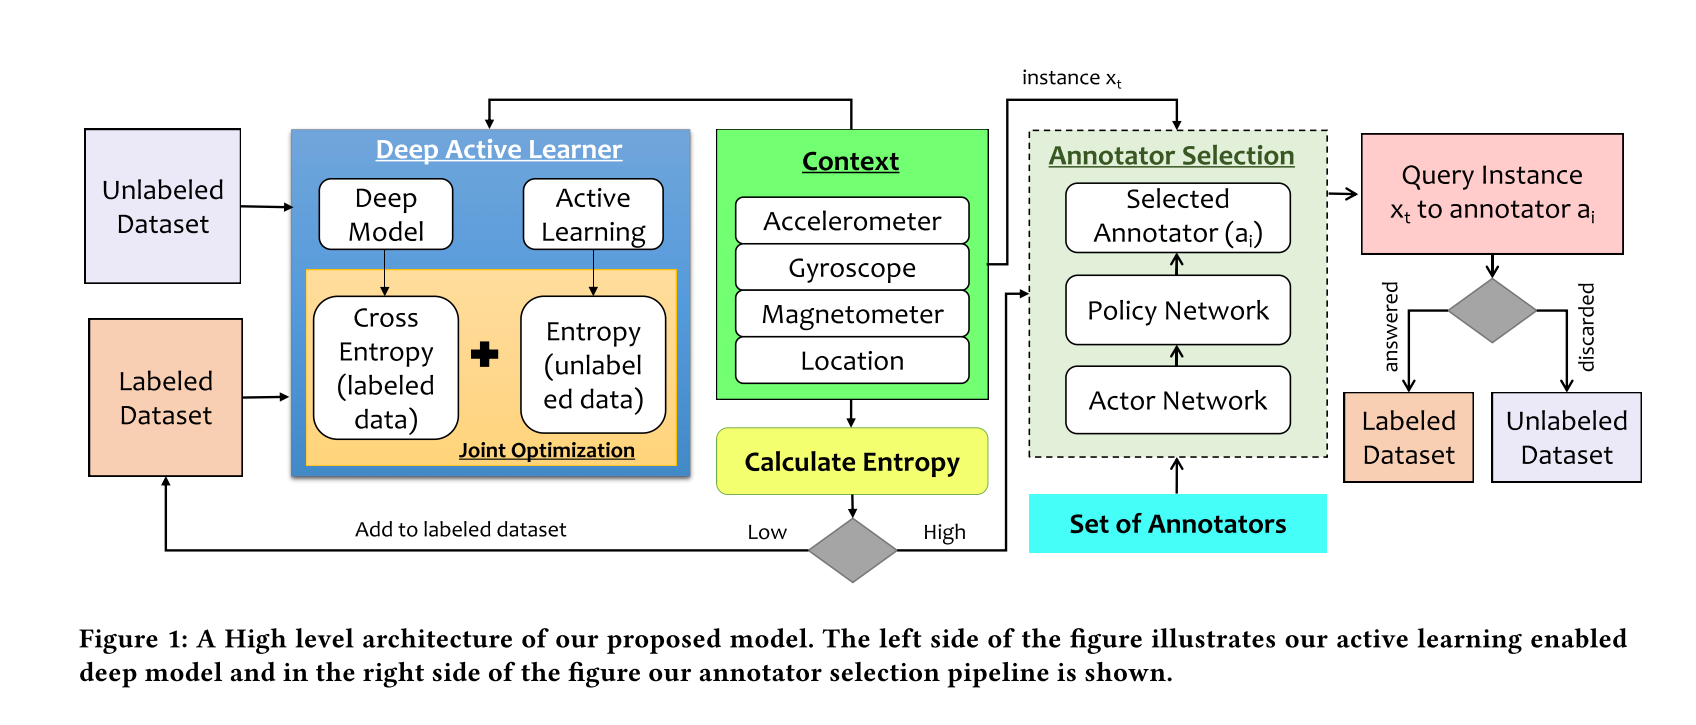 instance xt
Unlabeled
Dataset
Labeled
Dataset
Deep Active Learner
Deep
Model
Active
Learning
Cross
Entropy
(labeled
data)
Entropy
(unlabel
ed data)
Joint Optimization
Context
Accelerometer
Gyroscope
Magnetometer
Location
Calculate Entropy
Add to labeled dataset
Low
High
Annotator Selection
Selected
Annotator (ai)
Policy Network
Actor Network
Set of Annotators
Query Instance
xt to annotator ai
answered
discarded
Labeled
Dataset
Unlabeled
Dataset
Figure 1: A High level architecture of our proposed model. The left side of the figure illustrates our active learning enabled
deep model and in the right side of the figure our annotator selection pipeline is shown.